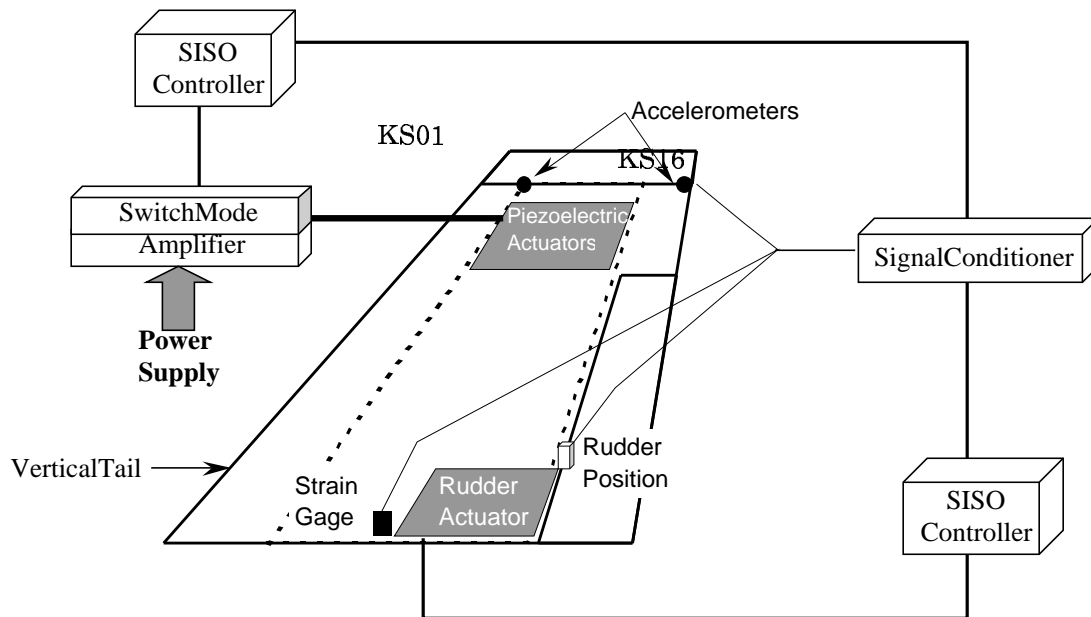 SISO
Controller
Accelerometers
KS01
KS16
SwitchMode
Amplifier
Piezoelectric
Actuators
SignalConditioner
Power
Supply
VerticalTail
Strain
Gage
Rudder
Actuator
Rudder
Position
SISO
Controller